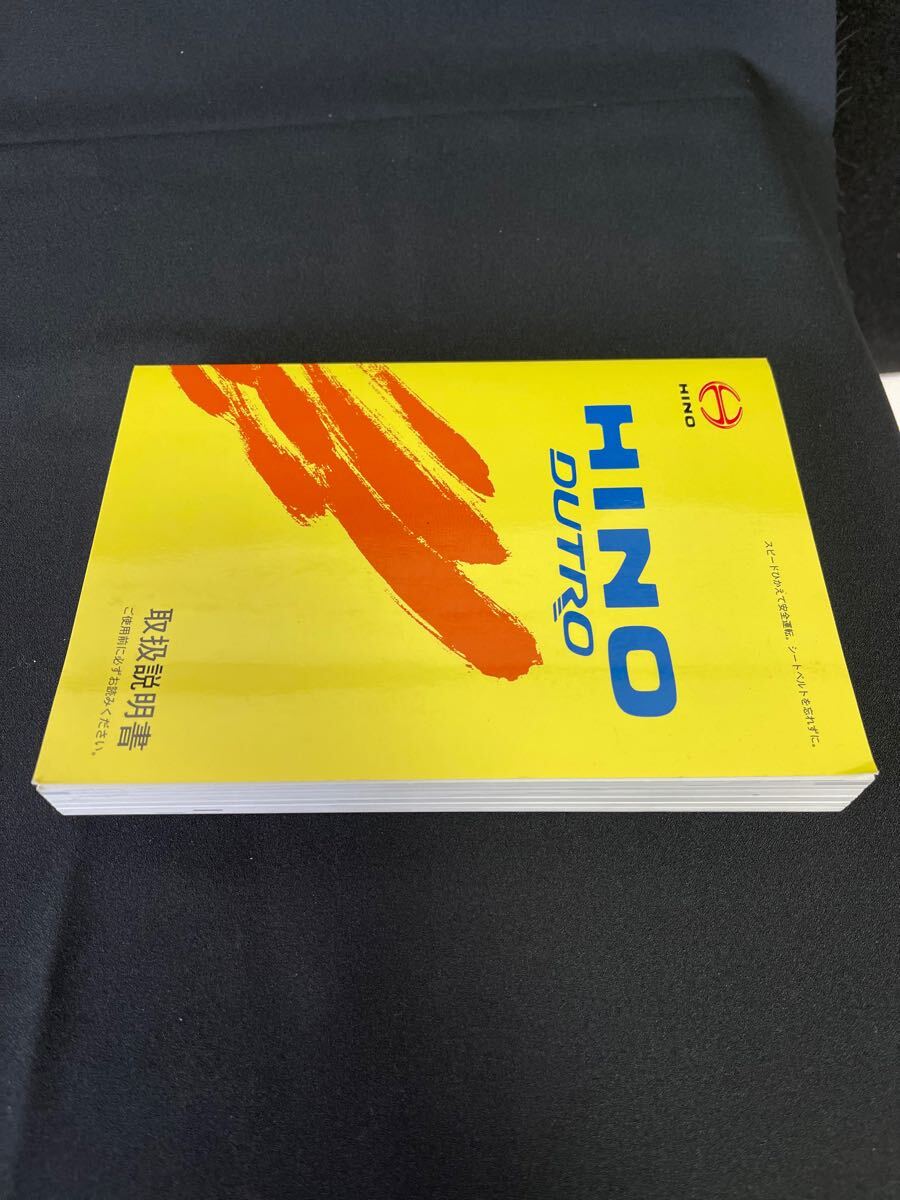 スピードひかえて安全運転。シートベルトを忘れずに。
HINO
HINO
DUTRO
取扱説明書
ご使用前に必ずお読みください。